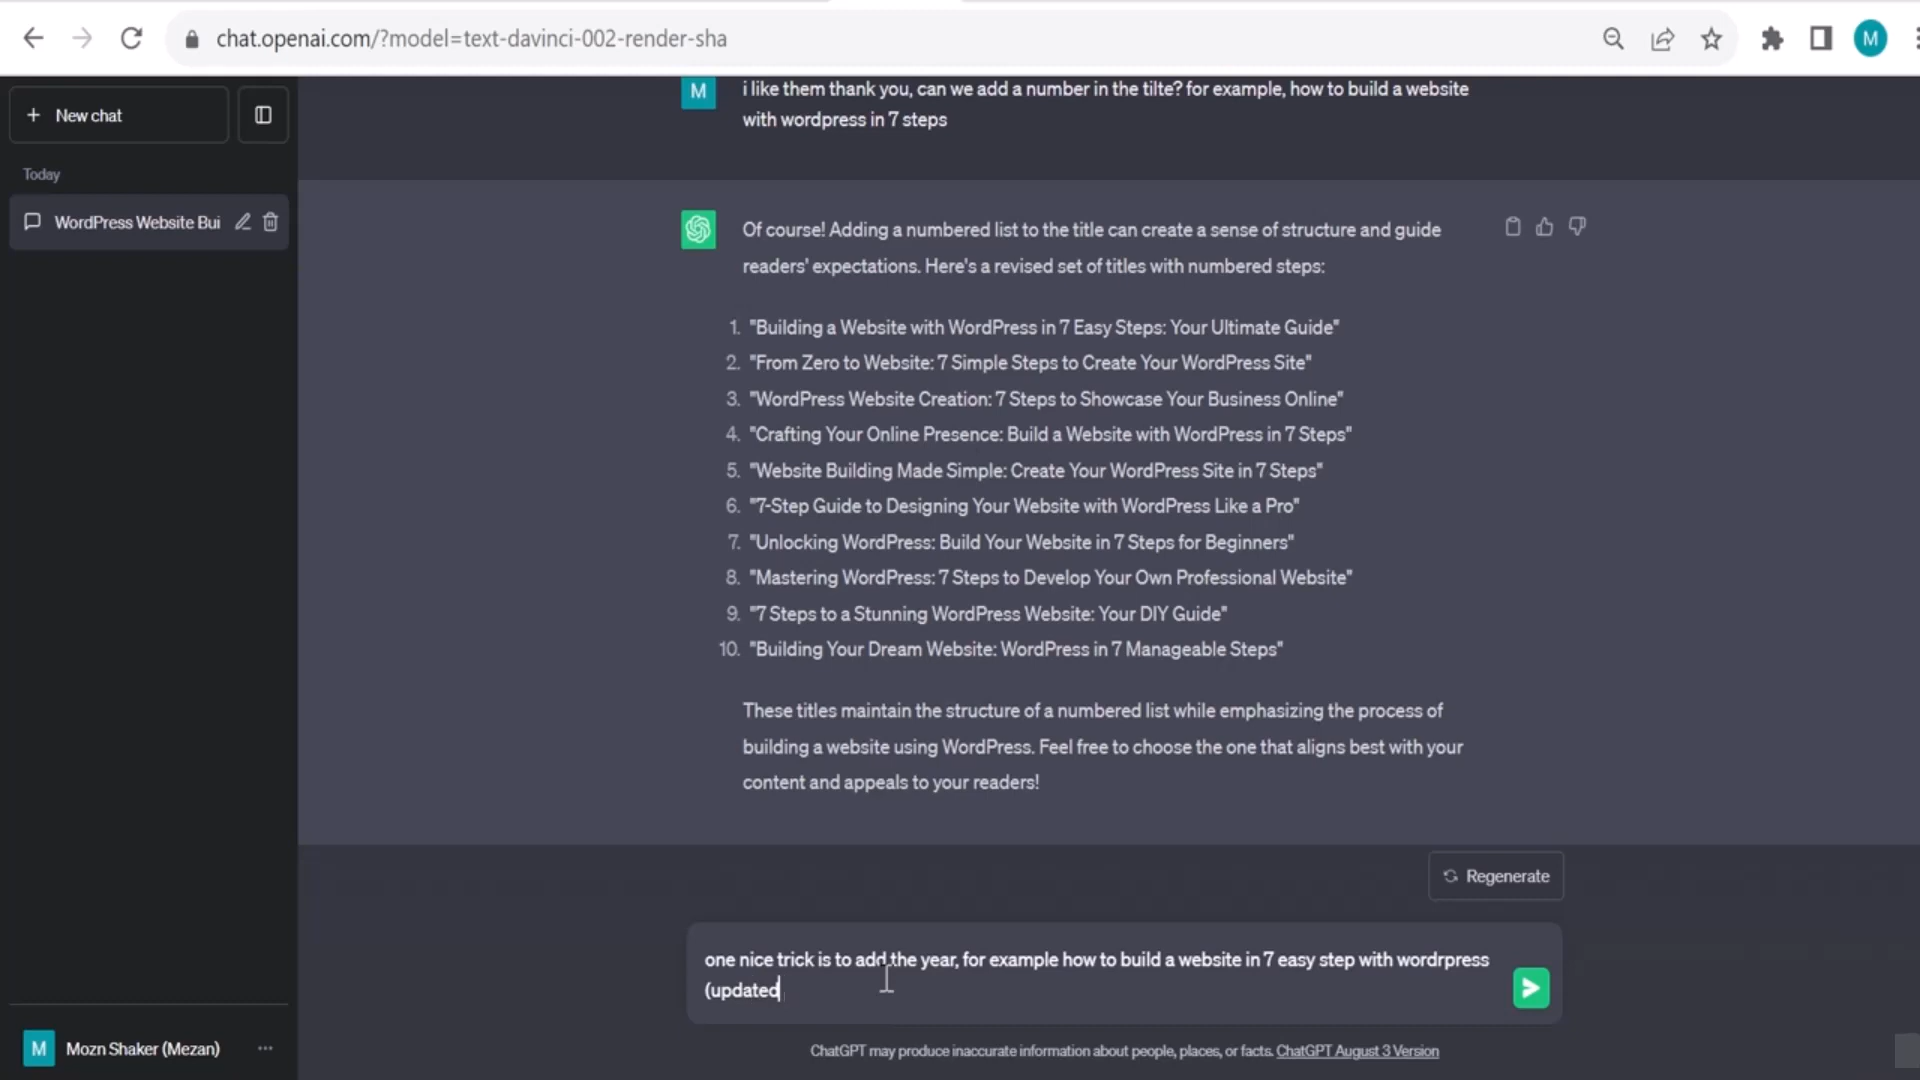 chat.openai.com/?model=text-davinci-002-render-sha
M
New chat
Today
WordPress Website Bui
M
i like them thank you, can we add a number in the tilte? for example, how to build a website
with wordpress in 7 steps
Of course! Adding a numbered list to the title can create a sense of structure and guide
readers' expectations. Here's a revised set of titles with numbered steps:
1. "Building a Website with WordPress in 7 Easy Steps: Your Ultimate Guide"
2. "From Zero to Website: 7 Simple Steps to Create Your WordPress Site"
3. "WordPress Website Creation: 7 Steps to Showcase Your Business Online"
4. "Crafting Your Online Presence: Build a Website with WordPress in 7 Steps"
5. "Website Building Made Simple: Create Your WordPress Site in 7 Steps"
6. "7-Step Guide to Designing Your Website with WordPress Like a Pro"
7. "Unlocking WordPress: Build Your Website in 7 Steps for Beginners"
8. "Mastering WordPress: 7 Steps to Develop Your Own Professional Website"
9. "7 Steps to a Stunning WordPress Website: Your DIY Guide"
10. "Building Your Dream Website: WordPress in 7 Manageable Steps"
These titles maintain the structure of a numbered list while emphasizing the process of
building a website using WordPress. Feel free to choose the one that aligns best with your
content and appeals to your readers!
Regenerate
one nice trick is to add the year, for example how to build a website in 7 easy step with wordrpress
(updated
M
Mozn Shaker (Mezan)
ChatGPT may produce inaccurate information about people, places, or facts. ChatGPT August 3 Version